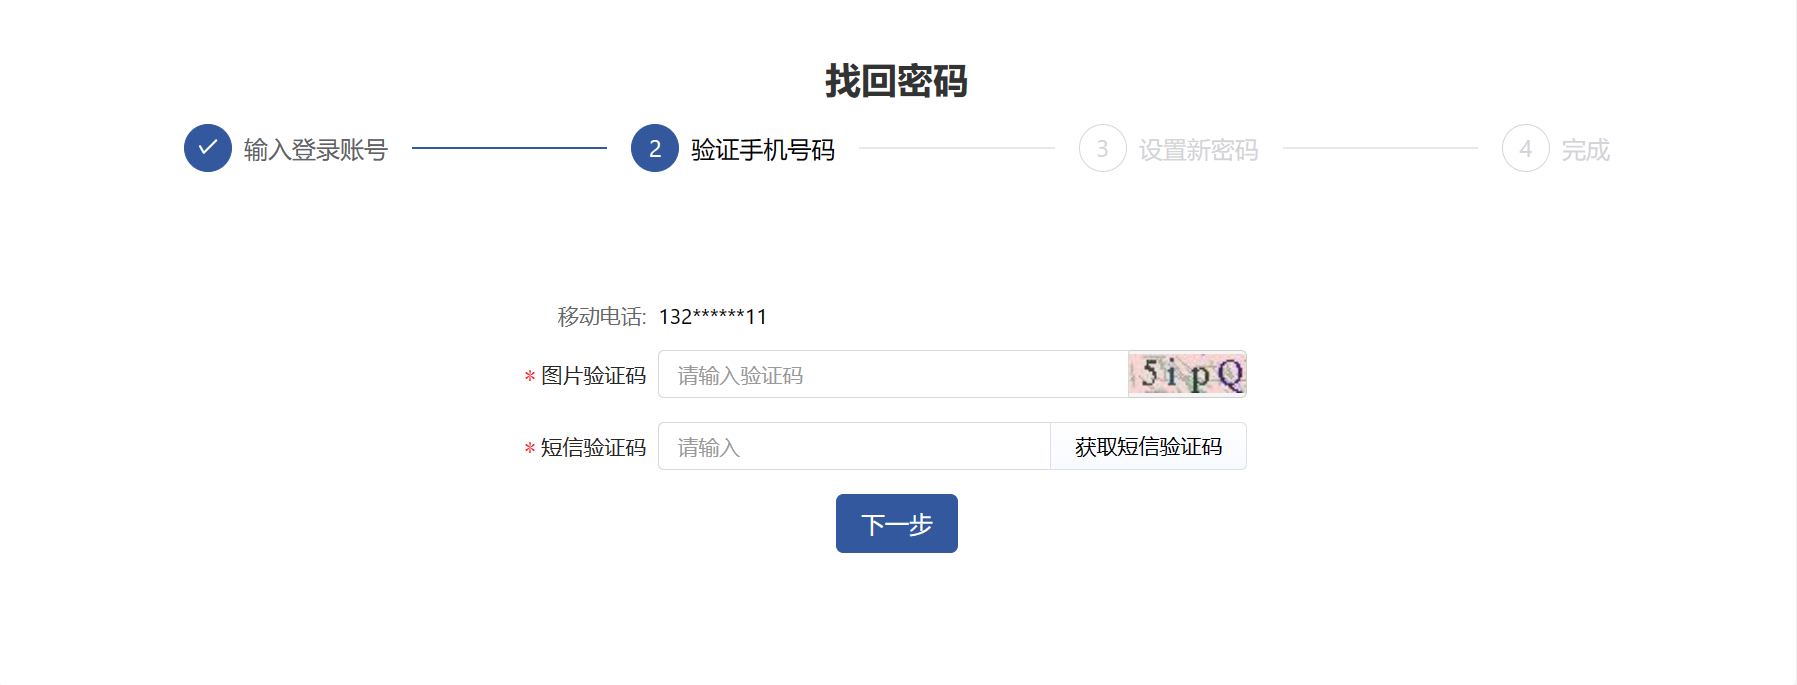 找回密码
输入登录账号
2 验证手机号码
3 设置新密码
4 完成
移动电话: 132******11
* 图片验证码 请输入验证码 5ipQ
* 短信验证码 请输入 获取短信验证码
下一步